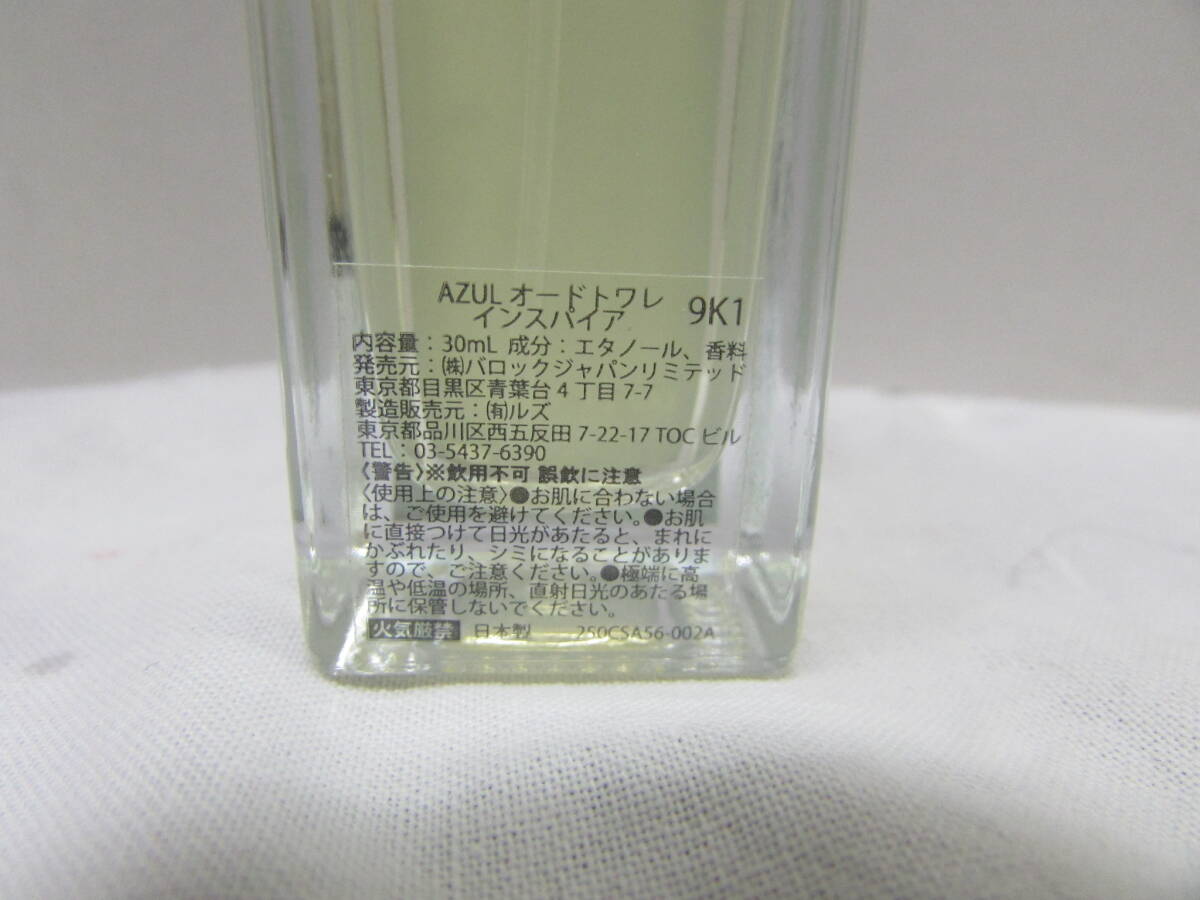 AZUL オードトワレ 9K1
インスパイア
内容量：30mL 成分：エタノール、香料
発売元：㈱バロックジャパンリミテッド
東京都目黒区青葉台4丁目7-7
製造販売元：㈲ルズ
東京都品川区西五反田 7-22-17 TOC ビル
TEL：03-5437-6390
〈警告〉※飲用不可 誤飲に注意
〈使用上の注意〉●お肌に合わない場合
は、ご使用を避けてください。●お肌
に直接つけて日光があたると、まれに
かぶれたり、シミになることがありま
すので、ご注意ください。●極端に高
温や低温の場所、直射日光のあたる場
所に保管しないでください。
火気厳禁 日本製 250CSA56-002A